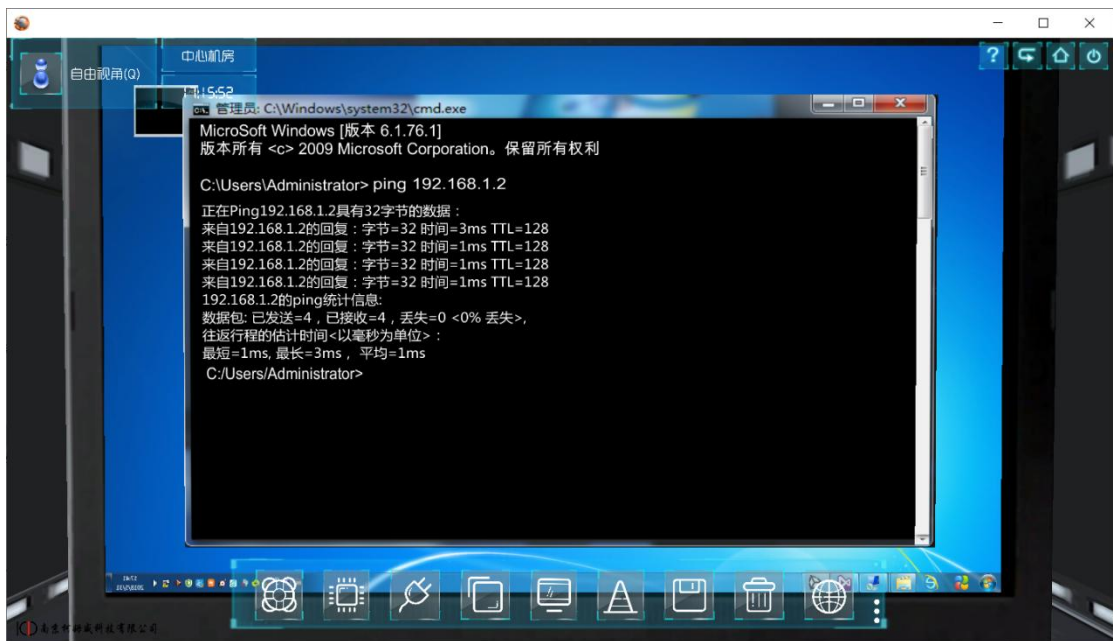 中心机房
自由视角(Q)
?
管理员: C:\Windows\system32\cmd.exe
MicroSoft Windows [版本 6.1.76.1]
版本所有 <c> 2009 Microsoft Corporation。保留所有权利
C:\Users\Administrator> ping 192.168.1.2
正在Ping192.168.1.2具有32字节的数据：
来自192.168.1.2的回复：字节=32 时间=3ms TTL=128
来自192.168.1.2的回复：字节=32 时间=1ms TTL=128
来自192.168.1.2的回复：字节=32 时间=1ms TTL=128
来自192.168.1.2的回复：字节=32 时间=1ms TTL=128
192.168.1.2的ping统计信息:
数据包: 已发送=4，已接收=4，丢失=0 <0% 丢失>,
往返行程的估计时间<以毫秒为单位>：
最短=1ms, 最长=3ms， 平均=1ms
C:/Users/Administrator>